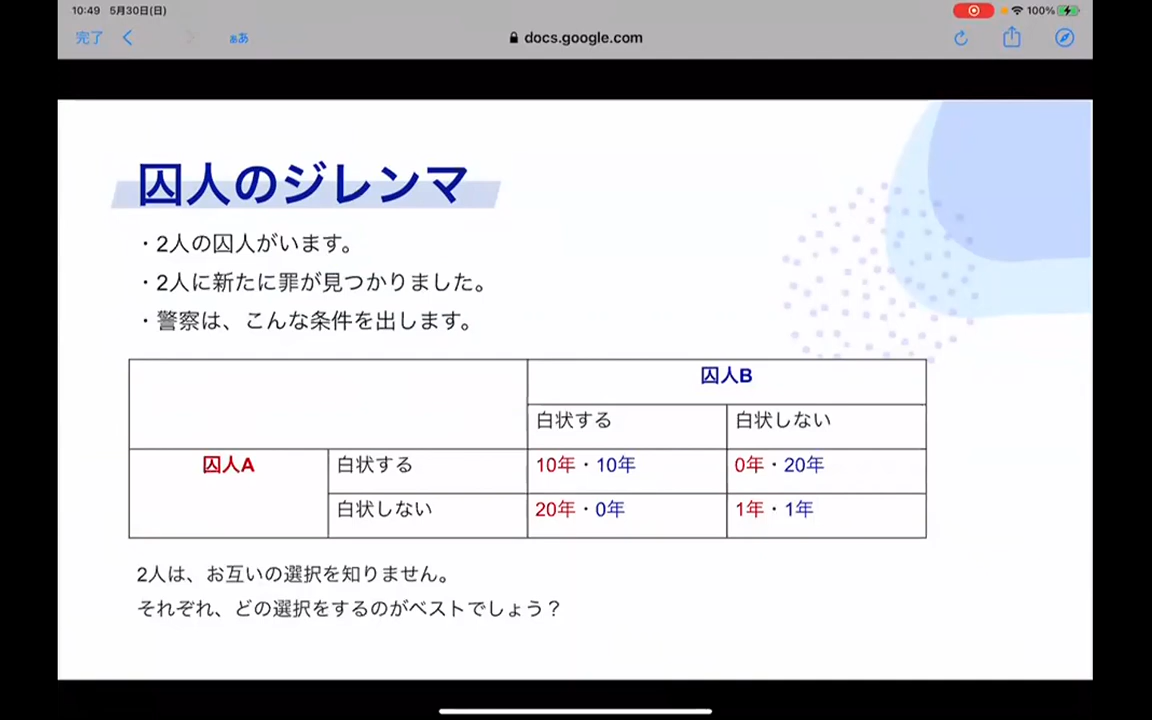 10:49 5月30日(日)
100%
完了
ぁあ
docs.google.com
囚人のジレンマ
・2人の囚人がいます。
・2人に新たに罪が見つかりました。
・警察は、こんな条件を出します。
囚人B
白状する 白状しない
囚人A 白状する 10年・10年 0年・20年
白状しない 20年・0年 1年・1年
2人は、お互いの選択を知りません。
それぞれ、どの選択をするのがベストでしょう？